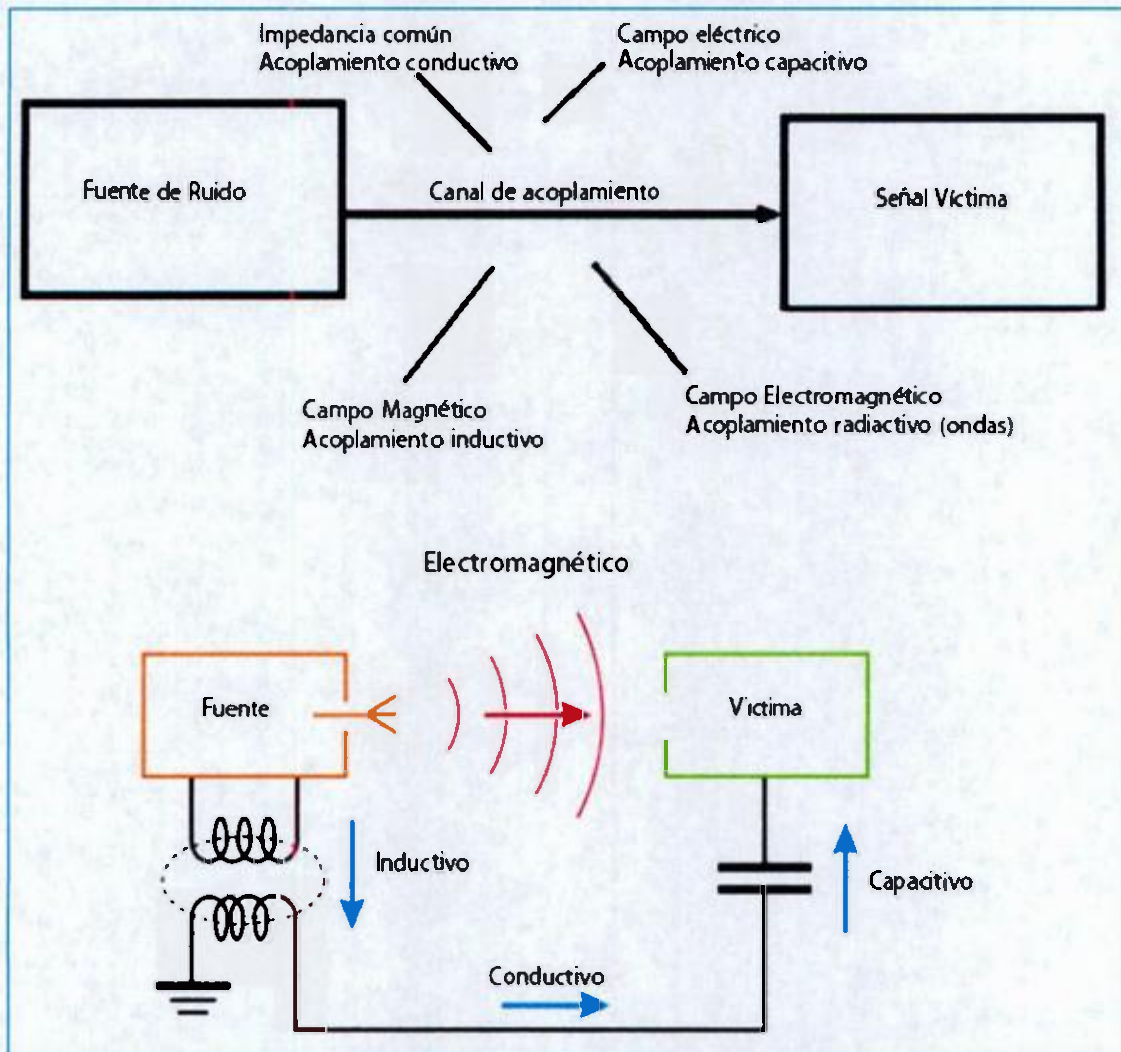 Impedancia común
Acoplamiento conductivo
Campo eléctrico
Acoplamiento capacitivo
Fuente de Ruido
Canal de acoplamiento
Señal Víctima
Campo Magnético
Acoplamiento inductivo
Campo Electromagnético
Acoplamiento radiactivo (ondas)
Electromagnético
Fuente
Victima
Inductivo
Capacitivo
Conductivo